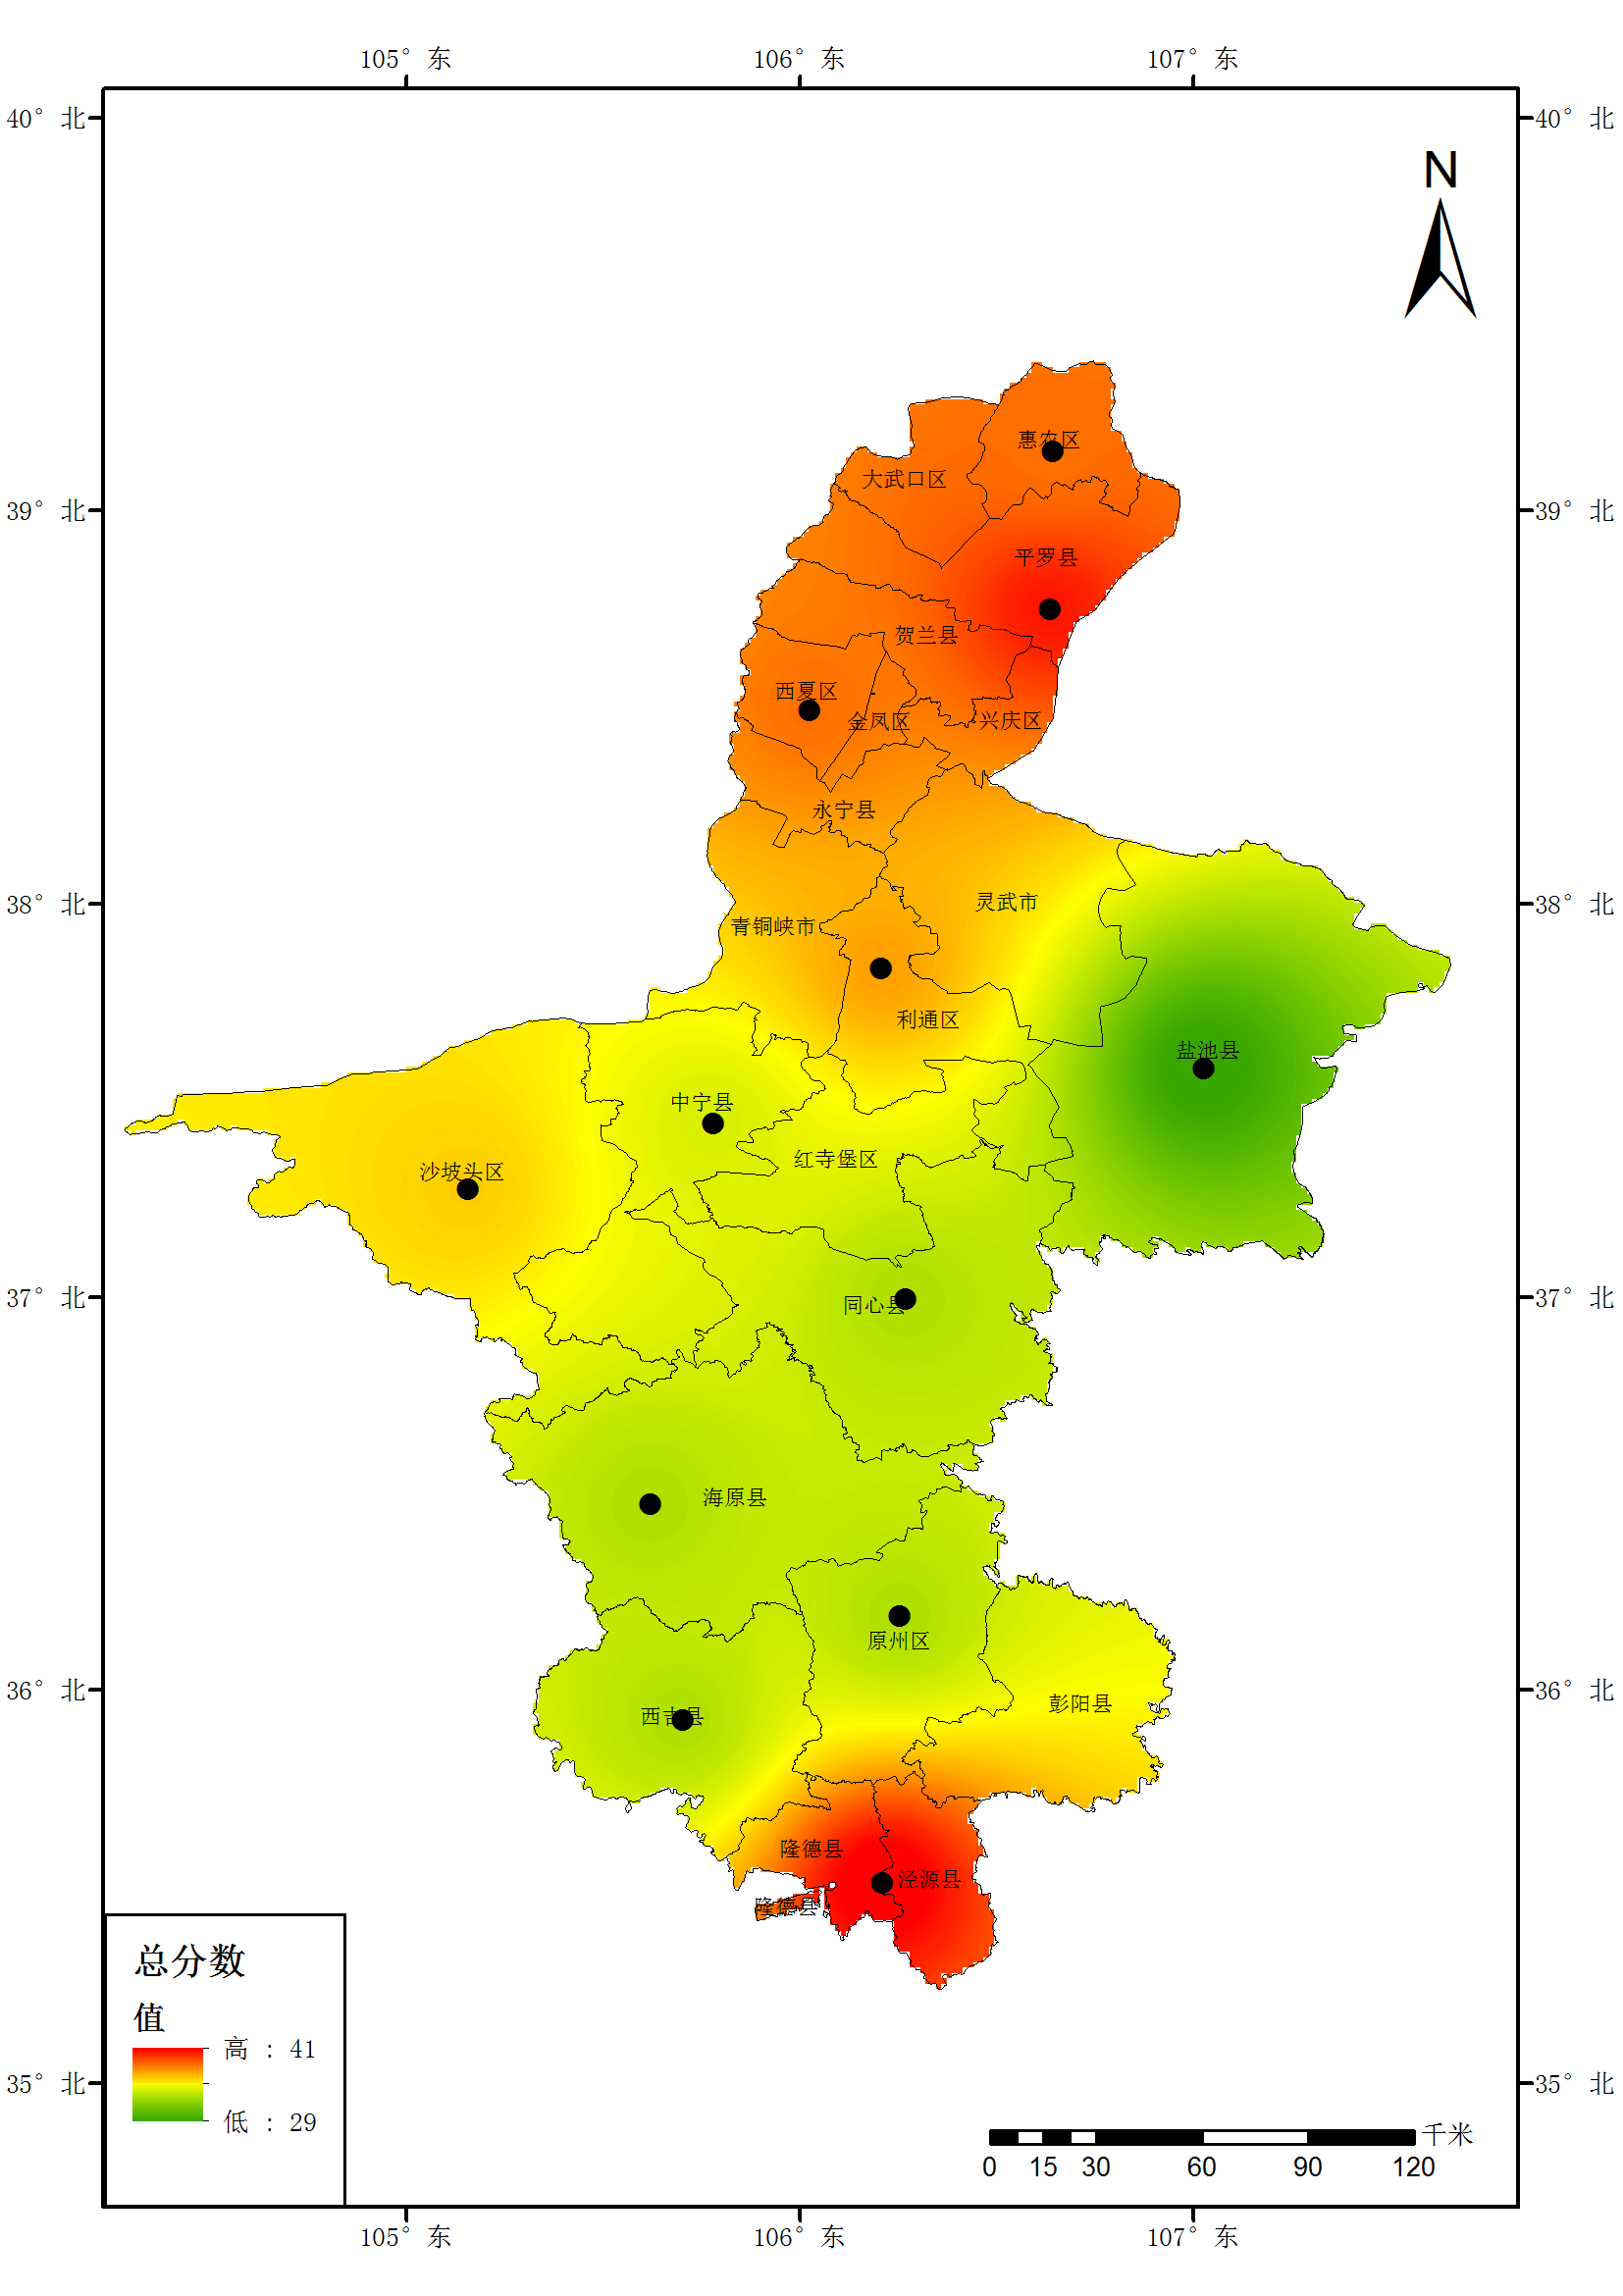 105° 东 106° 东 107° 东
40° 北 40° 北
N
惠农区
大武口区
39° 北 39° 北
平罗县
贺兰县
西夏区
金凤区 兴庆区
永宁县
38° 北 灵武市 38° 北
青铜峡市
利通区
盐池县
中宁县
红寺堡区
沙坡头区
37° 北 同心县 37° 北
海原县
原州区
36° 北 彭阳县 36° 北
西吉县
隆德县
泾源县
隆德县
总分数
值
高 : 41
35° 北 35° 北
低 : 29
千米
0 15 30 60 90 120
105° 东 106° 东 107° 东